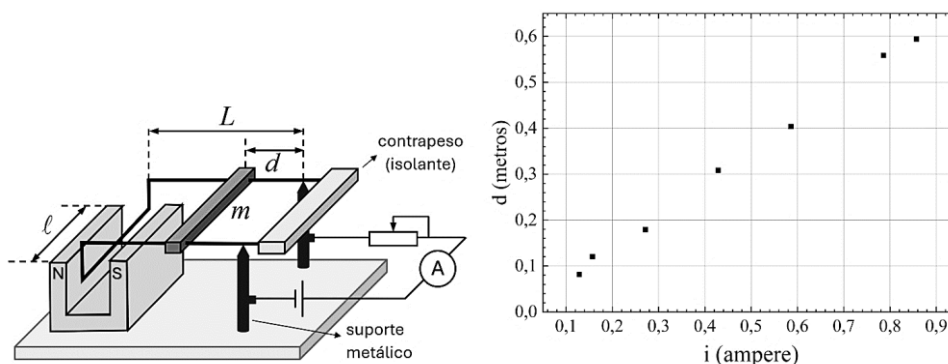 L
d
contrapeso
(isolante)
m
ℓ
N
S
A
suporte
metálico
d (metros)
0,6
0,5
0,4
0,3
0,2
0,1
0,0
0,1 0,2 0,3 0,4 0,5 0,6 0,7 0,8 0,9
i (ampere)